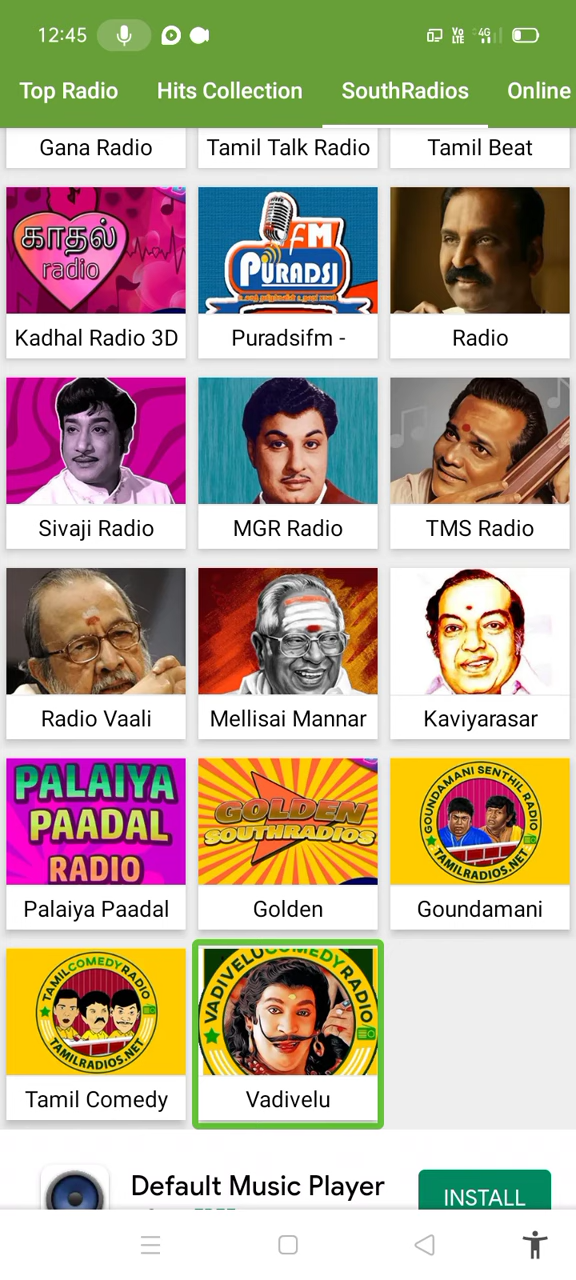 12:45
Vo LTE
4G
Top Radio
Hits Collection
SouthRadios
Online
Gana Radio
Tamil Talk Radio
Tamil Beat
காதல்
radio
Kadhal Radio 3D
FM
PURADSI
Puradsifm -
Radio
Sivaji Radio
MGR Radio
TMS Radio
Radio Vaali
Mellisai Mannar
Kaviyarasar
PALAIYA
PAADAL
RADIO
Palaiya Paadal
GOLDEN
SOUTHRADIOS
Golden
GOUNDAMANI SENTHIL RADIO
TAMILRADIOS.NET
Goundamani
TAMILCOMEDYRADIO
TAMILRADIOS.NET
Tamil Comedy
VADIVELUCOMEDYRADIO
Vadivelu
Default Music Player
INSTALL